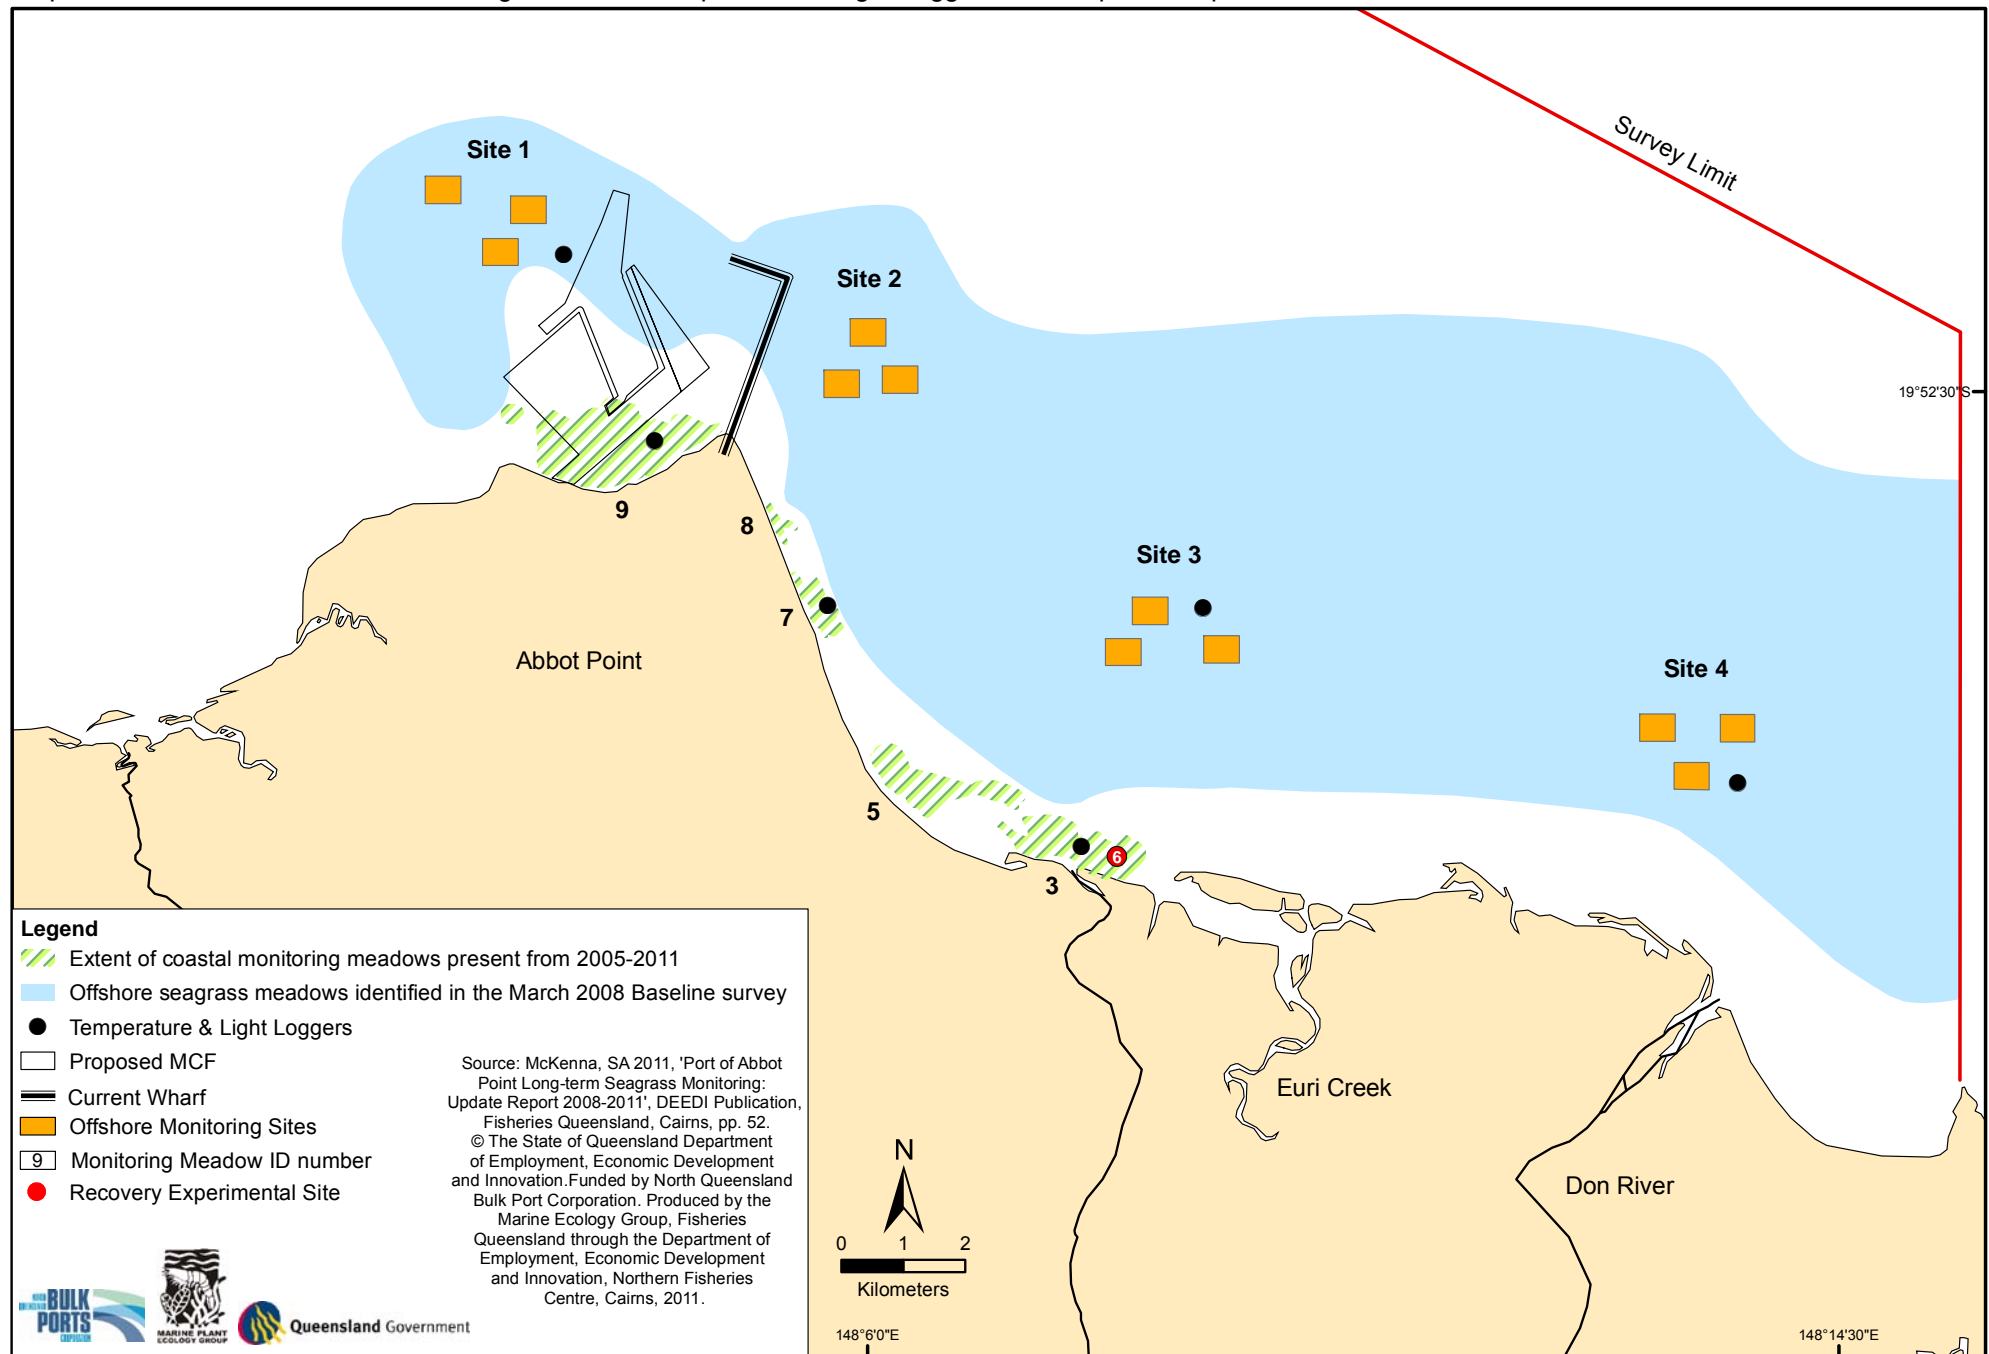 Site 1
Survey Limit
Site 2
19°52'30"S
9
8
Site 3
7
Abbot Point
Site 4
5
6
3
Legend
Extent of coastal monitoring meadows present from 2005-2011
Offshore seagrass meadows identified in the March 2008 Baseline survey
Temperature & Light Loggers
Proposed MCF
Current Wharf
Offshore Monitoring Sites
9 Monitoring Meadow ID number
Recovery Experimental Site
Source: McKenna, SA 2011, 'Port of Abbot
Point Long-term Seagrass Monitoring:
Update Report 2008-2011', DEEDI Publication,
Fisheries Queensland, Cairns, pp. 52.
© The State of Queensland Department
of Employment, Economic Development
and Innovation.Funded by North Queensland
Bulk Port Corporation. Produced by the
Marine Ecology Group, Fisheries
Queensland through the Department of
Employment, Economic Development
and Innovation, Northern Fisheries
Centre, Cairns, 2011.
Euri Creek
Don River
N
0 1 2
Kilometers
BULK
PORTS
CORPORATION
MARINE PLANT
ECOLOGY GROUP
Queensland Government
148°6'0"E
148°14'30"E